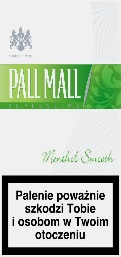 PALL MALL
Menthol Smooth
Palenie poważnie
szkodzi Tobie
i osobom w Twoim
otoczeniu